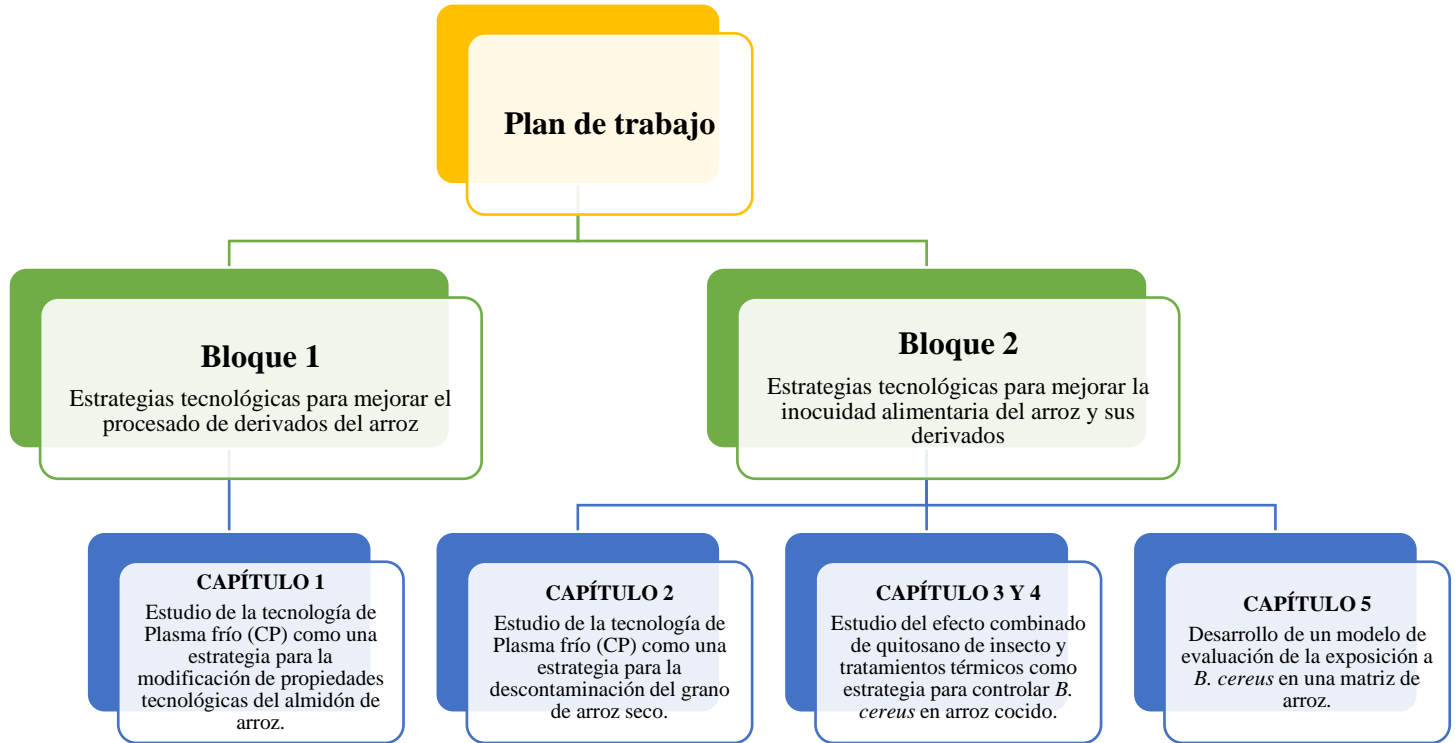 Plan de trabajo
Bloque 1
Estrategias tecnológicas para mejorar el
procesado de derivados del arroz
Bloque 2
Estrategias tecnológicas para mejorar la
inocuidad alimentaria del arroz y sus
derivados
CAPÍTULO 1
Estudio de la tecnología de
Plasma frío (CP) como una
estrategia para la
modificación de propiedades
tecnológicas del almidón de
arroz.
CAPÍTULO 2
Estudio de la tecnología de
Plasma frío (CP) como una
estrategia para la
descontaminación del grano
de arroz seco.
CAPÍTULO 3 Y 4
Estudio del efecto combinado
de quitosano de insecto y
tratamientos térmicos como
estrategia para controlar B.
cereus en arroz cocido.
CAPÍTULO 5
Desarrollo de un modelo de
evaluación de la exposición a
B. cereus en una matriz de
arroz.